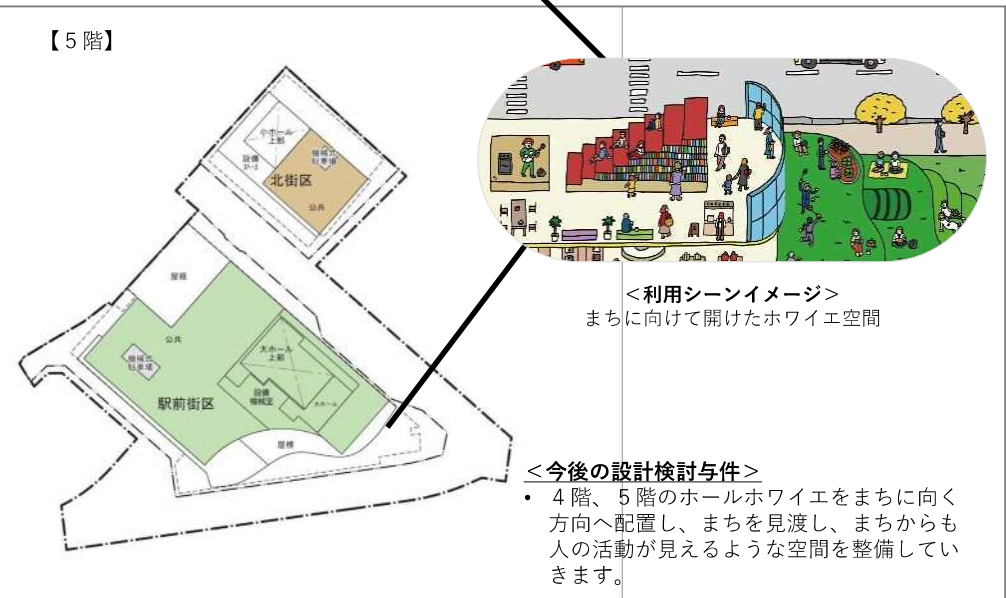 【５階】
小ホール
上部
機械式
駐車場
設備
北街区
公共
屋根
公共
大ホール
上部
機械式
駐車場
設備
機械室
大ホール
駅前街区
屋根
＜利用シーンイメージ＞
まちに向けて開けたホワイエ空間
＜今後の設計検討与件＞
• ４階、５階のホールホワイエをまちに向く
方向へ配置し、まちを見渡し、まちからも
人の活動が見えるような空間を整備してい
きます。